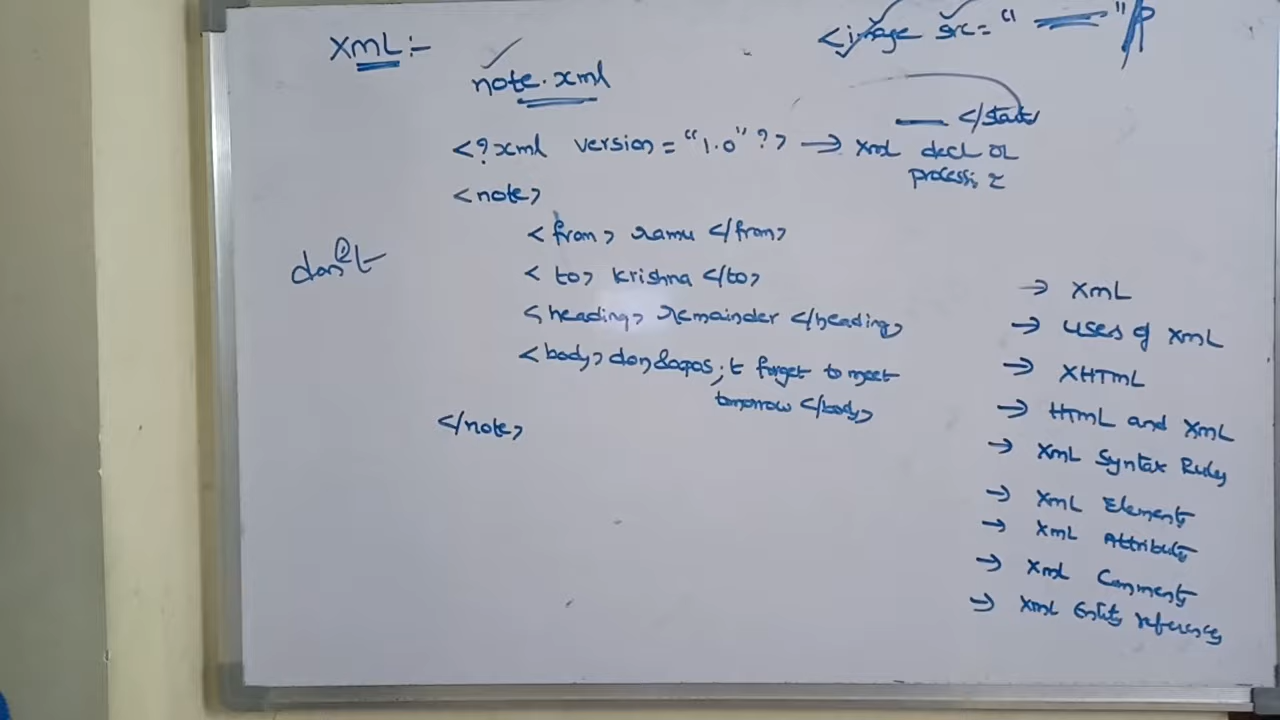 XML:-
<image src=" "/>
note.xml
</state>
<?xml version="1.0"?> → xml decl or
processi
<note>
<from> ramu </from>
don't
<to> krishna </to>
<heading> remainder </heading>
<body> don&apos;t forget to meet
tomorrow </body>
</note>
→ XML
→ uses of XML
→ XHTML
→ HTML and XML
→ XML Syntax Rules
→ XML Elements
→ XML Attributes
→ XML Comments
→ XML Entity references